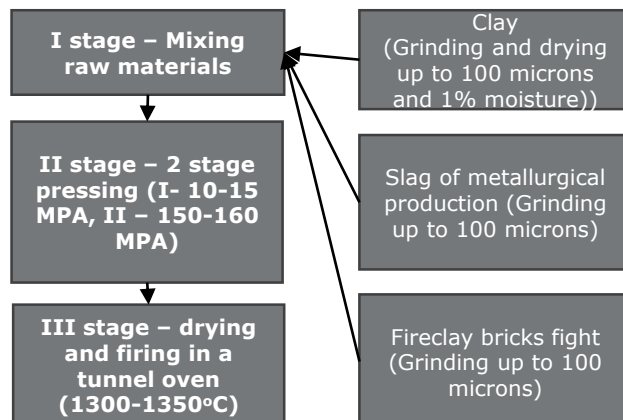 I stage – Mixing
raw materials
II stage – 2 stage
pressing (I- 10-15
MPA, II – 150-160
MPA)
III stage – drying
and firing in a
tunnel oven
(1300-1350ºC)
Clay
(Grinding and drying
up to 100 microns
and 1% moisture))
Slag of metallurgical
production (Grinding
up to 100 microns)
Fireclay bricks fight
(Grinding up to 100
microns)